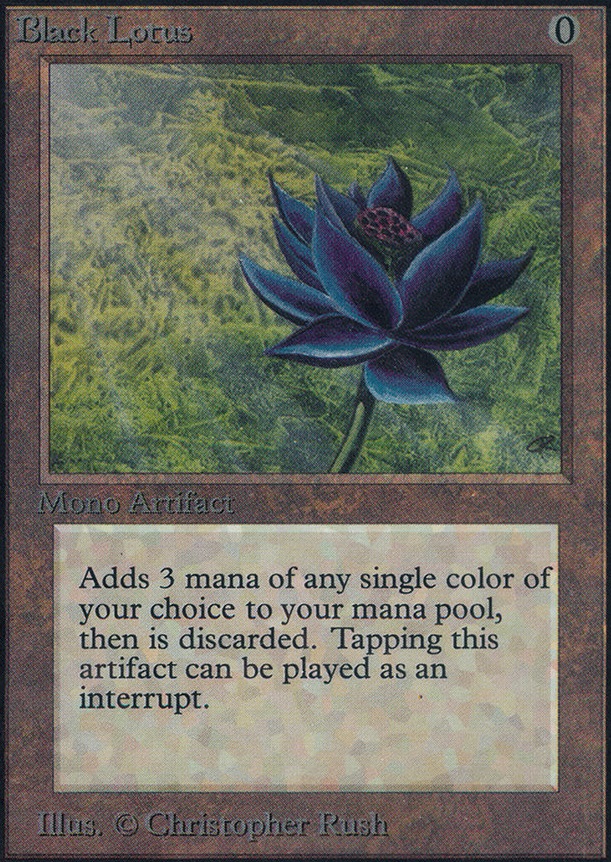 Black Lotus
0
Mono Artifact
Adds 3 mana of any single color of
your choice to your mana pool,
then is discarded. Tapping this
artifact can be played as an
interrupt.
Illus. © Christopher Rush